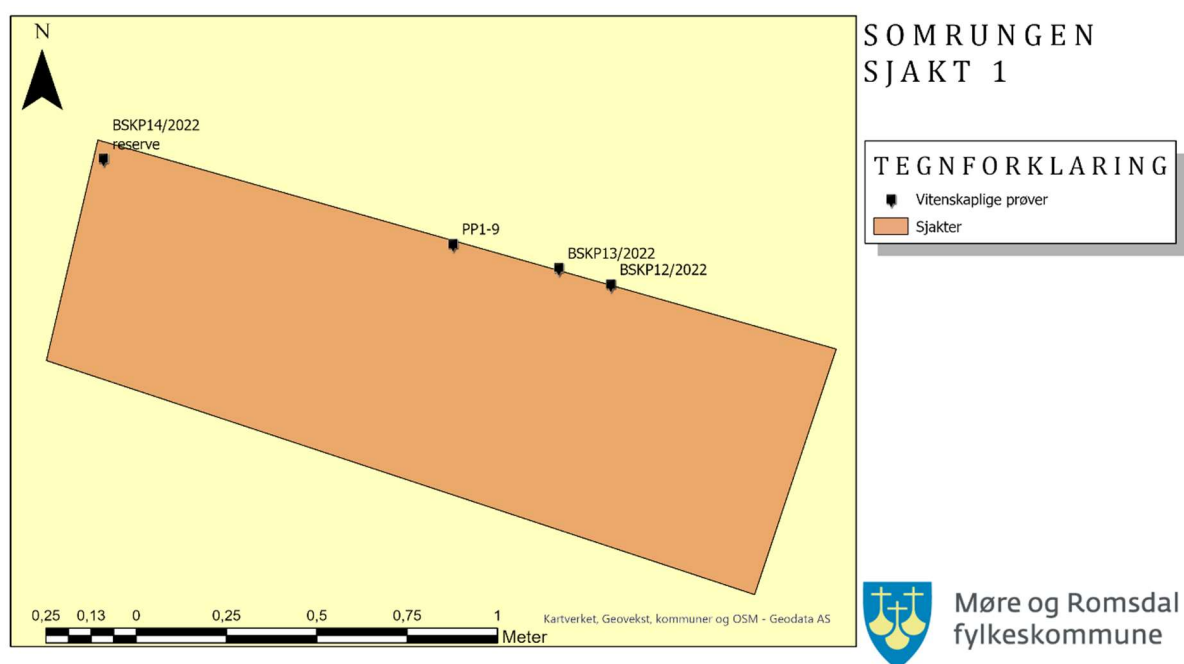 SOMRUNGEN
SJAKT 1
N
BSKP14/2022
reserve
PP1-9
BSKP13/2022
BSKP12/2022
TEGNFORKLARING
Vitenskaplige prøver
Sjakter
0,25 0,13 0 0,25 0,5 0,75 1
Meter
Kartverket, Geovekst, kommuner og OSM - Geodata AS
Møre og Romsdal
fylkeskommune